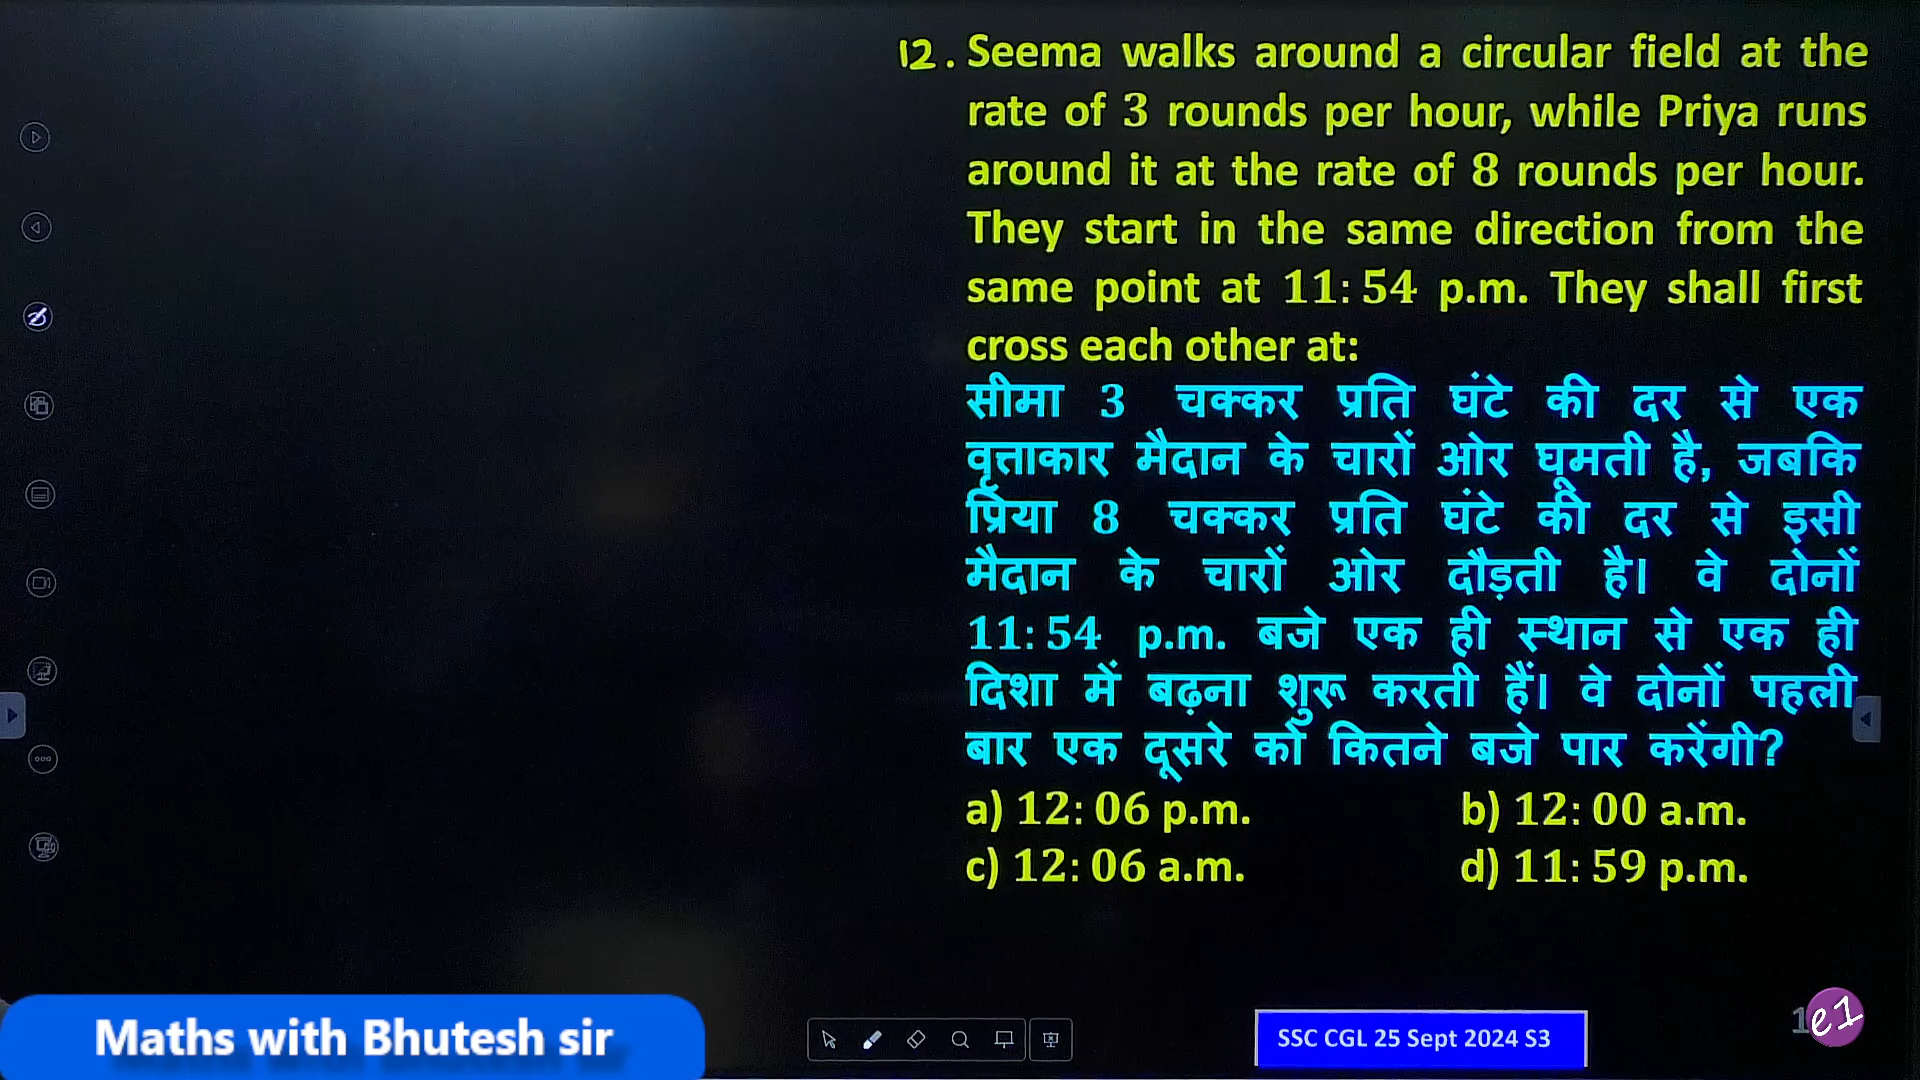 12. Seema walks around a circular field at the
rate of 3 rounds per hour, while Priya runs
around it at the rate of 8 rounds per hour.
They start in the same direction from the
same point at 11: 54 p.m. They shall first
cross each other at:
सीमा 3 चक्कर प्रति घंटे की दर से एक
वृत्ताकार मैदान के चारों ओर घूमती है, जबकि
प्रिया 8 चक्कर प्रति घंटे की दर से इसी
मैदान के चारों ओर दौड़ती है। वे दोनों
11: 54 p.m. बजे एक ही स्थान से एक ही
दिशा में बढ़ना शुरू करती हैं। वे दोनों पहली
बार एक दूसरे को कितने बजे पार करेंगी?
a) 12: 06 p.m. b) 12: 00 a.m.
c) 12: 06 a.m. d) 11: 59 p.m.
Maths with Bhutesh sir
SSC CGL 25 Sept 2024 S3
e1